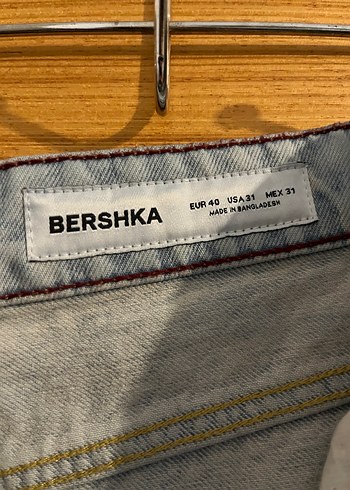 BERSHKA
EUR 40 USA 31 MEX 31
MADE IN BANGLADESH